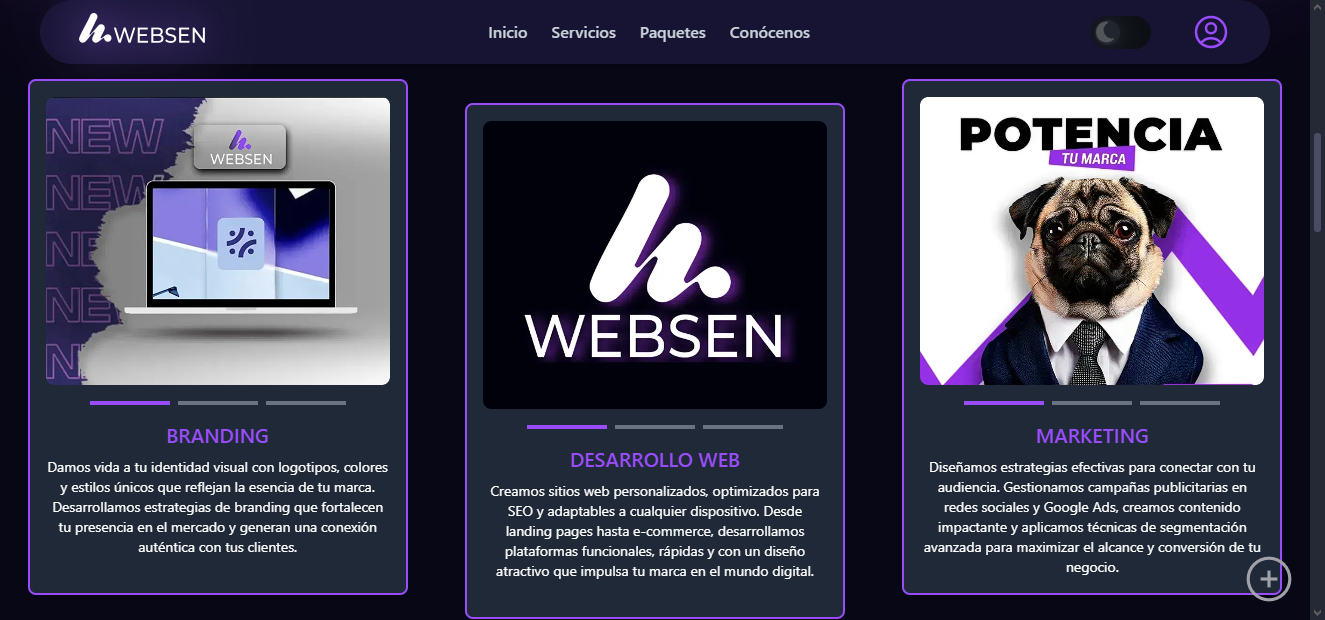 WEBSEN
Inicio
Servicios
Paquetes
Conócenos
NEW
NEW
NE
NE
N
WEBSEN
BRANDING
Damos vida a tu identidad visual con logotipos, colores
y estilos únicos que reflejan la esencia de tu marca.
Desarrollamos estrategias de branding que fortalecen
tu presencia en el mercado y generan una conexión
auténtica con tus clientes.
WEBSEN
DESARROLLO WEB
Creamos sitios web personalizados, optimizados para
SEO y adaptables a cualquier dispositivo. Desde
landing pages hasta e-commerce, desarrollamos
plataformas funcionales, rápidas y con un diseño
atractivo que impulsa tu marca en el mundo digital.
POTENCIA
TU MARCA
MARKETING
Diseñamos estrategias efectivas para conectar con tu
audiencia. Gestionamos campañas publicitarias en
redes sociales y Google Ads, creamos contenido
impactante y aplicamos técnicas de segmentación
avanzada para maximizar el alcance y conversión de tu
negocio.